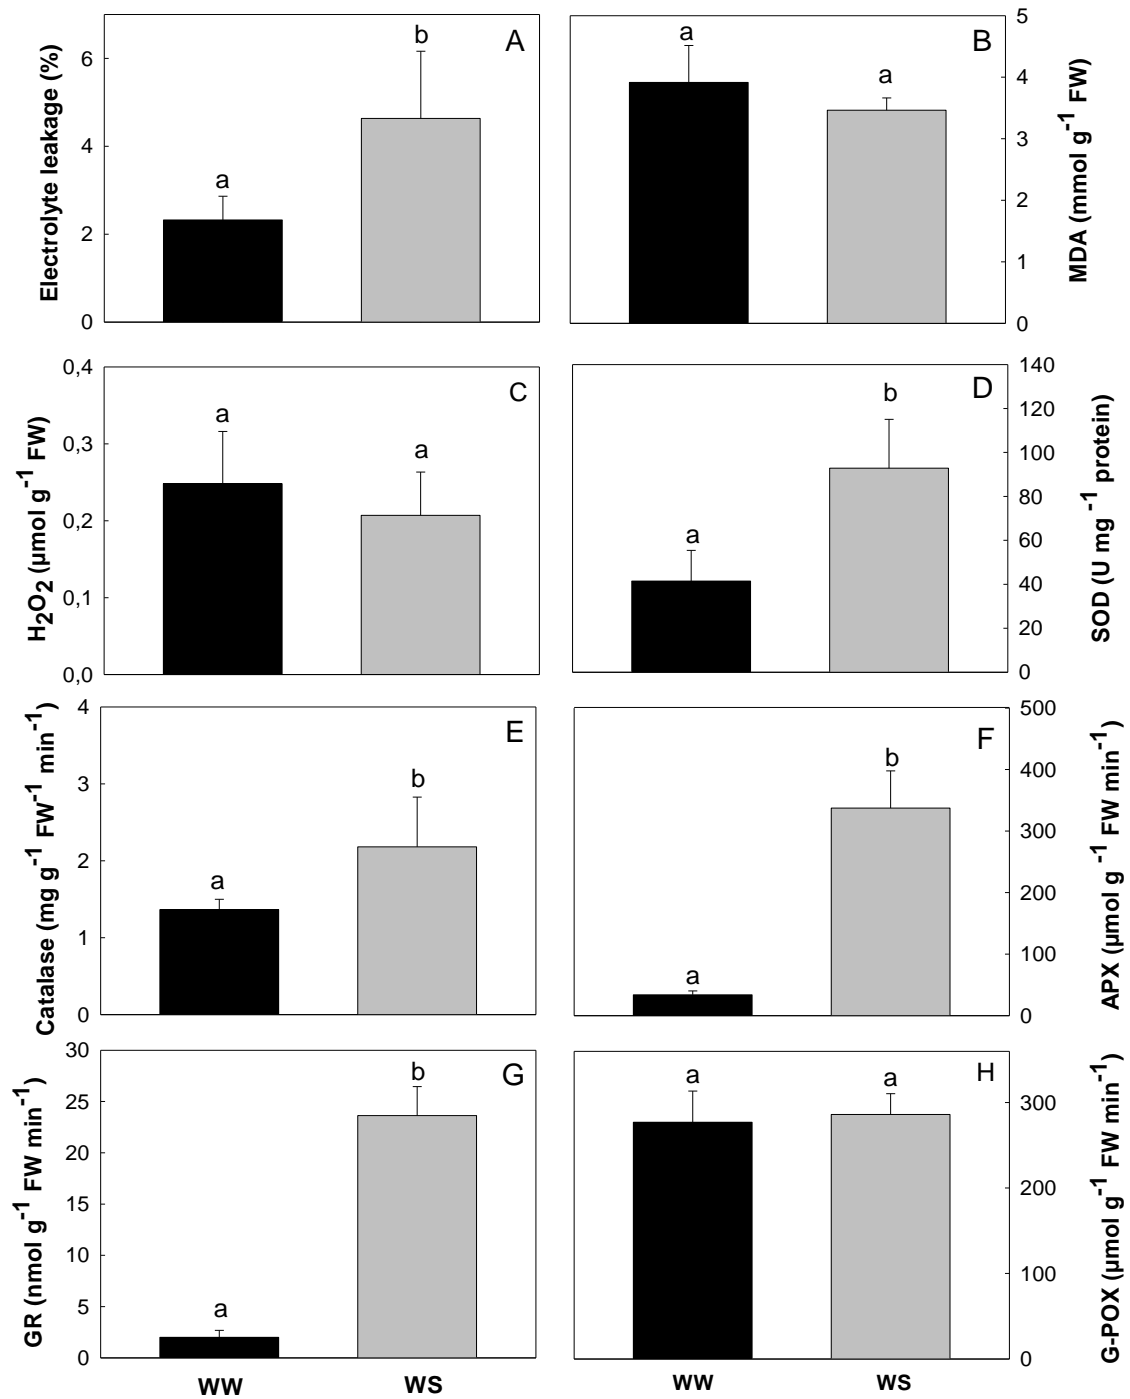 A
Electrolyte leakage (%)
6
4
2
0
a
b
B
MDA (mmol g-1 FW)
5
4
3
2
1
0
a
a
C
H2O2 (µmol g-1 FW)
0,4
0,3
0,2
0,1
0,0
a
a
D
SOD (U mg -1 protein)
140
120
100
80
60
40
20
0
a
b
E
Catalase (mg g-1 FW-1 min-1)
4
3
2
1
0
a
b
F
APX (µmol g -1 FW min-1)
500
400
300
200
100
0
a
b
G
GR (nmol g-1 FW min-1)
30
25
20
15
10
5
0
a
b
WW
WS
H
G-POX (µmol g-1 FW min-1)
300
200
100
0
a
a
WW
WS